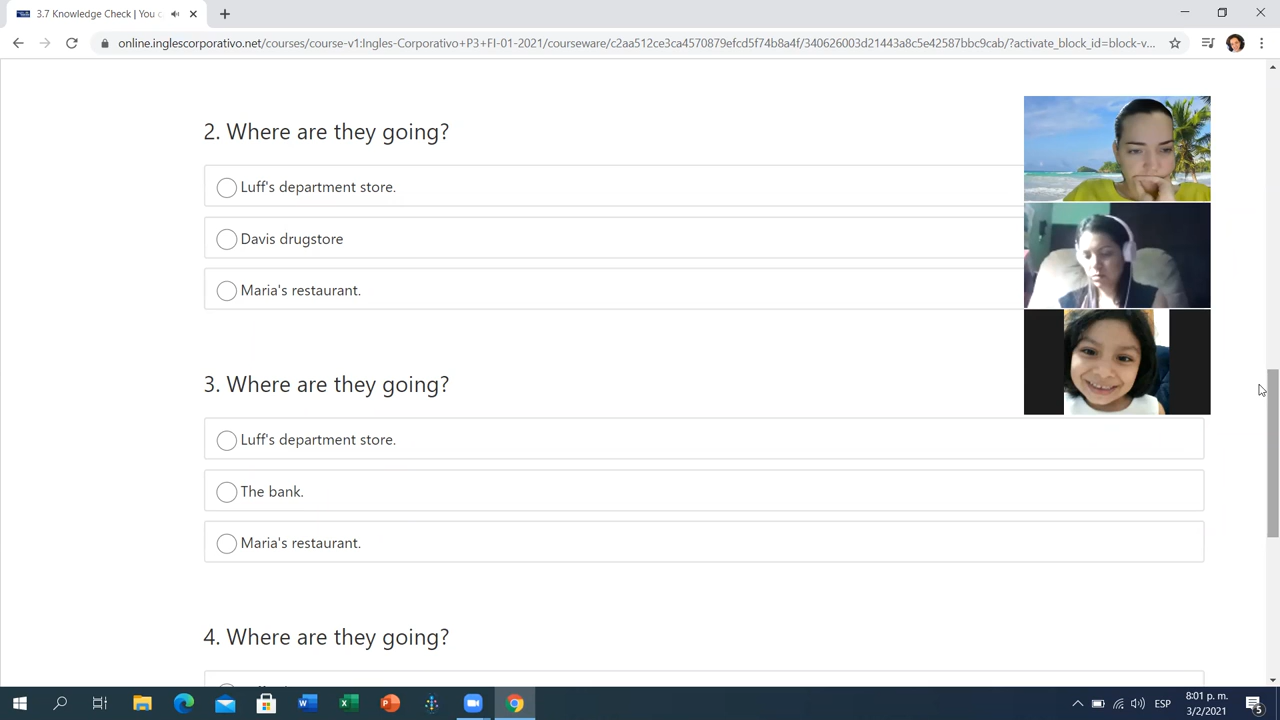 3.7 Knowledge Check | You c
online.inglescorporativo.net/courses/course-v1:Ingles-Corporativo+P3+FI-01-2021/courseware/c2aa512ce3ca4570879efcd5f74b8a4f/340626003d21443a8c5e42587bbc9cab/?activate_block_id=block-v...
2. Where are they going?
Luff's department store.
Davis drugstore
Maria's restaurant.
3. Where are they going?
Luff's department store.
The bank.
Maria's restaurant.
4. Where are they going?
ESP
8:01 p. m.
3/2/2021
5